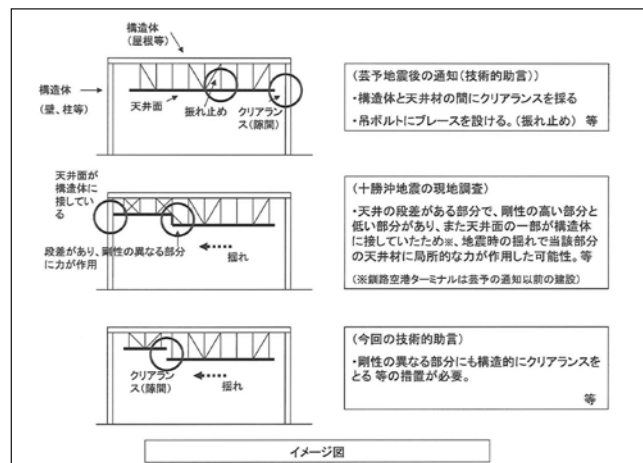 構造体
(屋根等)
構造体
(壁、柱等)
天井面
振れ止め
クリアランス(隙間)
(芸予地震後の通知(技術的助言))
・構造体と天井材の間にクリアランスを採る
・吊ボルトにブレースを設ける。(振れ止め) 等
天井面が
構造体に
接してい
る
段差があり、剛性の異なる部分
に力が作用
揺れ
(十勝沖地震の現地調査)
・天井の段差がある部分で、剛性の高い部分と
低い部分があり、また天井面の一部が構造体
に接していたため※、地震時の揺れで当該部分
の天井材に局所的な力が作用した可能性。等
(※釧路空港ターミナルは芸予の通知以前の建設)
クリアラン
ス(隙間)
揺れ
(今回の技術的助言)
・剛性の異なる部分にも構造的にクリアランスを
とる 等の措置が必要。
等
イメージ図